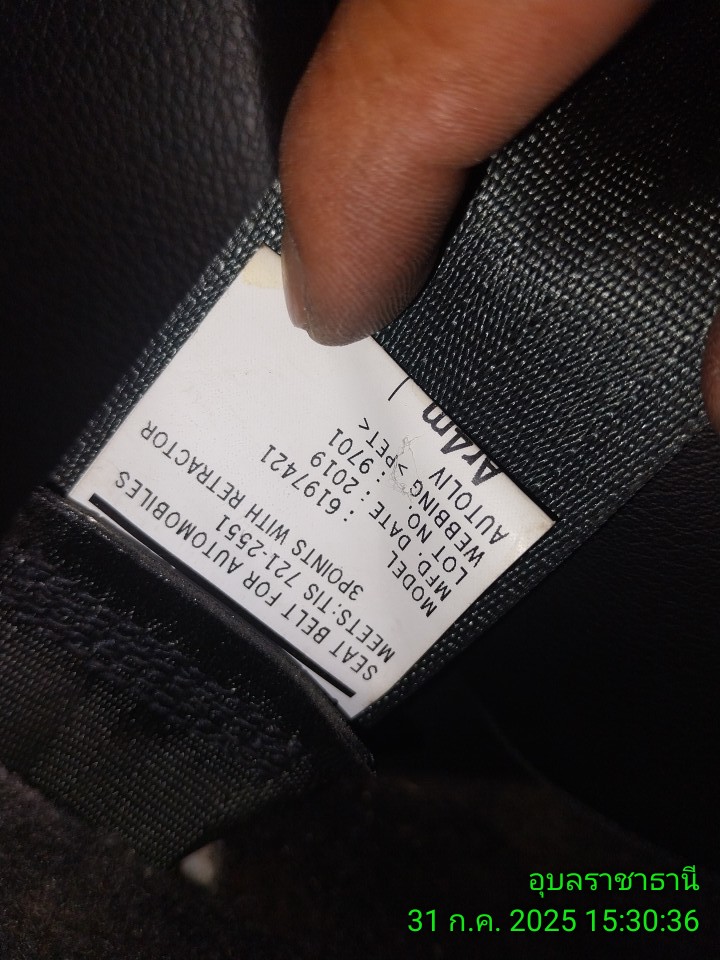 SEAT BELT FOR AUTOMOBILES
MEETS:TIS 721-2551
3POINTS WITH RETRACTOR
MODEL : 6197421
MFD. DATE : 2019
LOT NO. : 9701
WEBBING >PET<
AUTOLIV
อุบลราชาธานี
31 ก.ค. 2025 15:30:36